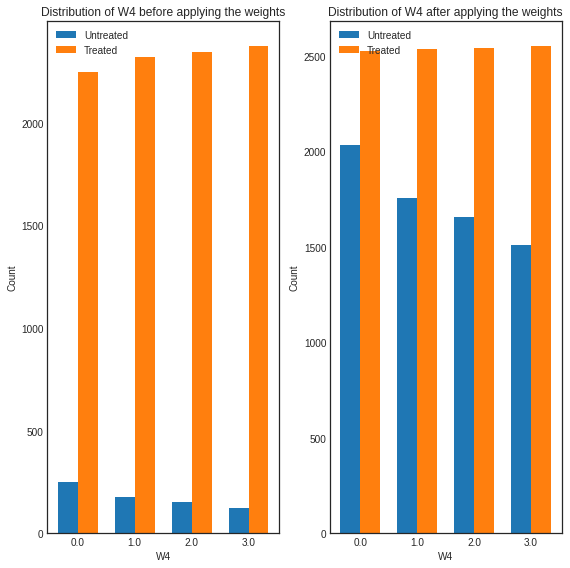 Distribution of W4 before applying the weights
Untreated
Treated
2000
1500
1000
500
0
Count
0.0 1.0 2.0 3.0
W4
Distribution of W4 after applying the weights
Untreated
Treated
2500
2000
1500
1000
500
0
Count
0.0 1.0 2.0 3.0
W4